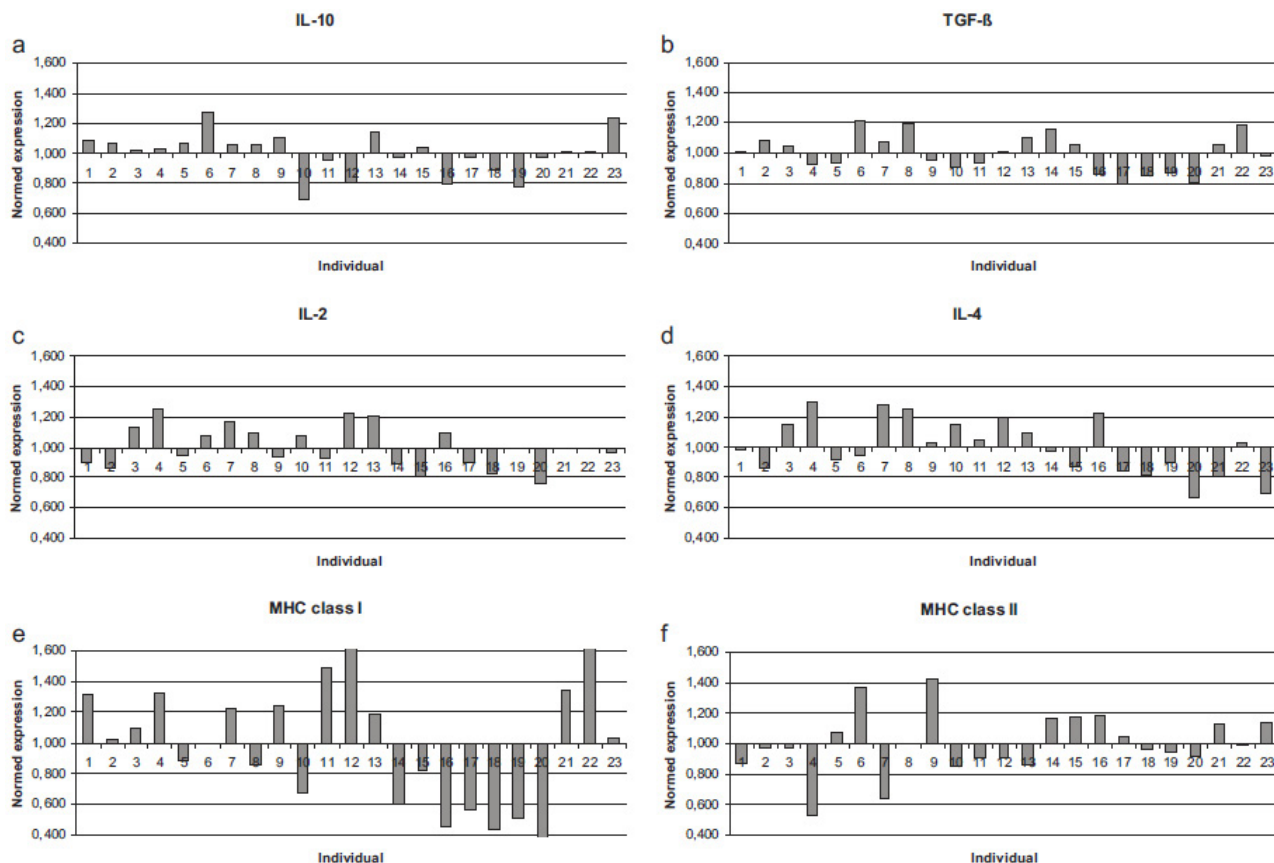 IL-10
a
1,600
1,400
1,200
1,000
0,800
0,600
0,400
Normed expression
1 2 3 4 5 6 7 8 9 10 11 12 13 14 15 16 17 18 19 20 21 22 23
Individual
TGF-ß
b
1,600
1,400
1,200
1,000
0,800
0,600
0,400
Normed expression
1 2 3 4 5 6 7 8 9 10 11 12 13 14 15 16 17 18 19 20 21 22 23
Individual
IL-2
c
1,600
1,400
1,200
1,000
0,800
0,600
0,400
Normed expression
1 2 3 4 5 6 7 8 9 10 11 12 13 14 15 16 17 18 19 20 21 22 23
Individual
IL-4
d
1,600
1,400
1,200
1,000
0,800
0,600
0,400
Normed expression
1 2 3 4 5 6 7 8 9 10 11 12 13 14 15 16 17 18 19 20 21 22 23
Individual
MHC class I
e
1,600
1,400
1,200
1,000
0,800
0,600
0,400
Normed expression
1 2 3 4 5 6 7 8 9 10 11 12 13 14 15 16 17 18 19 20 21 22 23
Individual
MHC class II
f
1,600
1,400
1,200
1,000
0,800
0,600
0,400
Normed expression
1 2 3 4 5 6 7 8 9 10 11 12 13 14 15 16 17 18 19 20 21 22 23
Individual